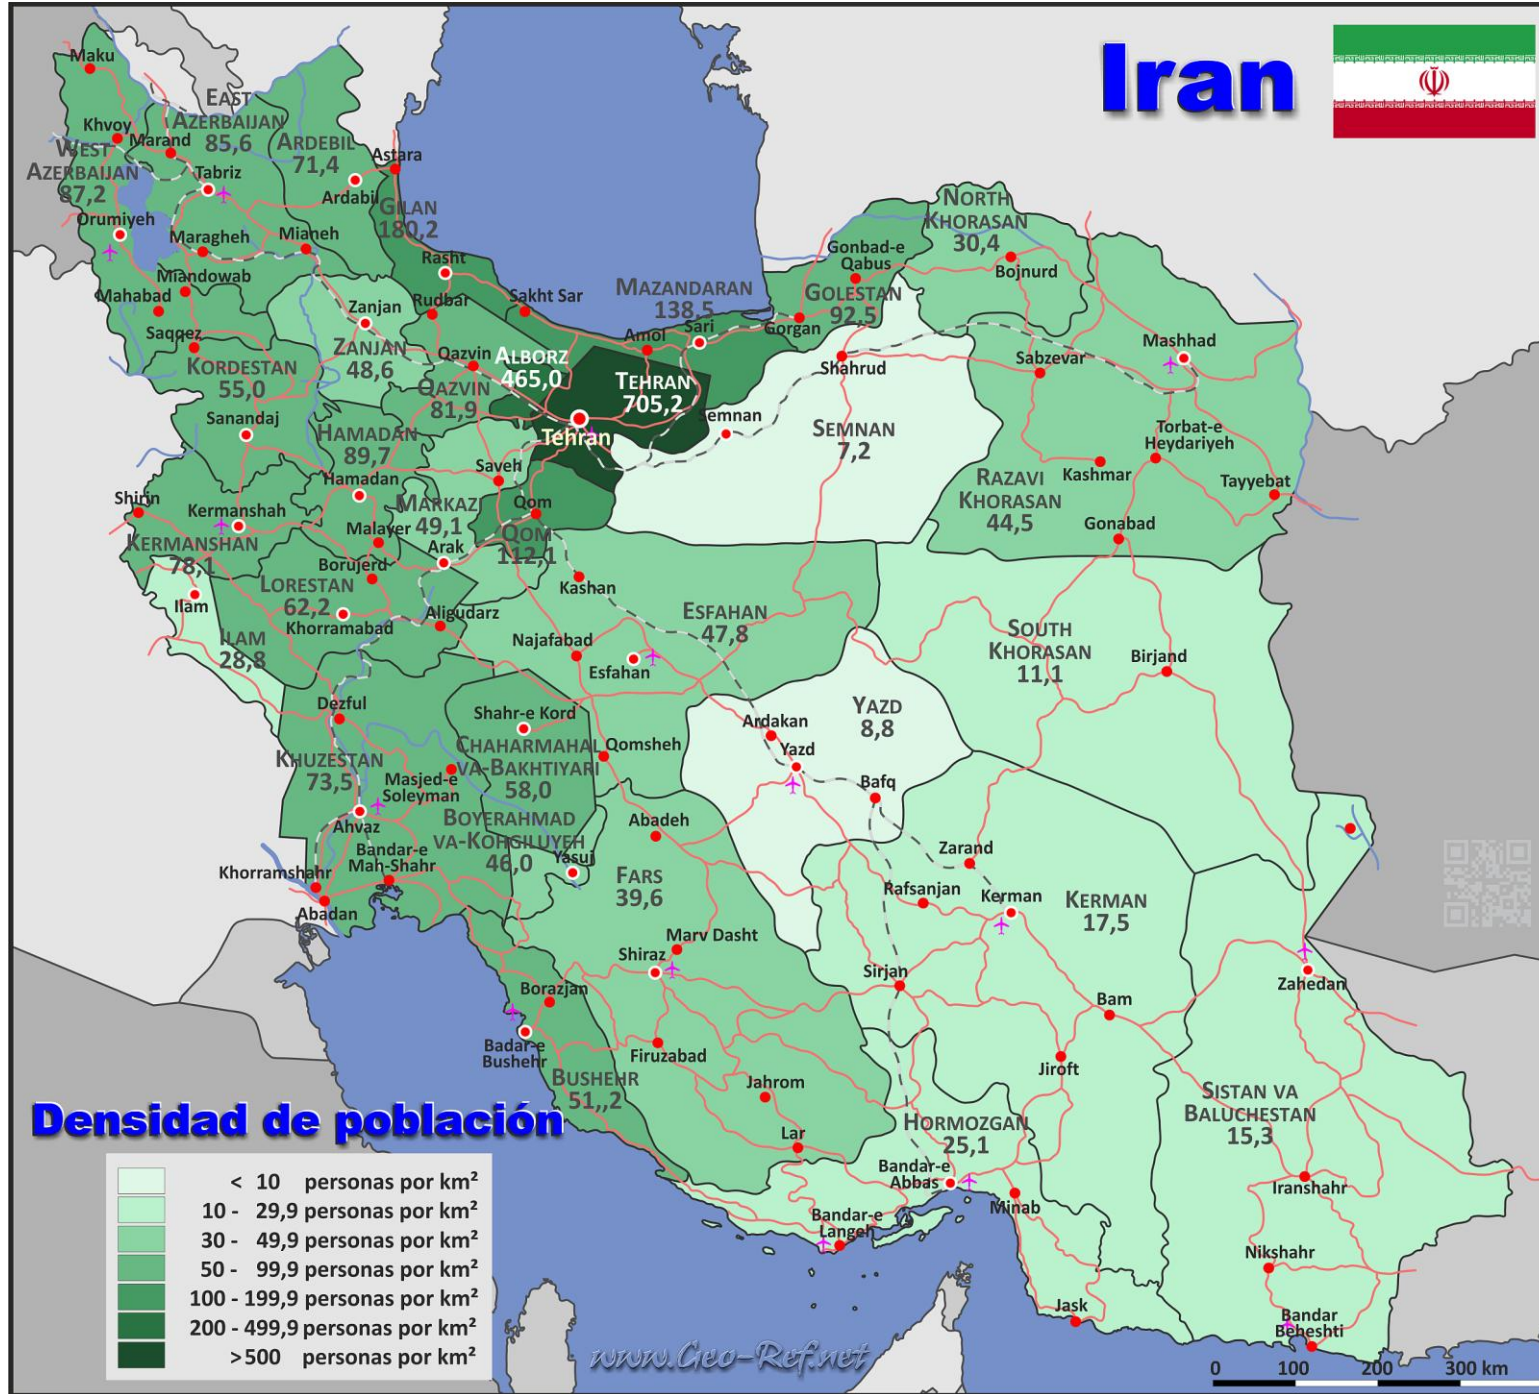 Iran
Maku
Khvoy
Marand
EAST
AZERBAIJAN
85,6
WEST
AZERBAIJAN
87,2
Tabriz
ARDEBIL
71,4
Ardabil
Astara
GILAN
180,2
Orumiyeh
Maragheh
Mianeh
Rasht
Miandowab
Mahabad
Saqqez
Zanjan
ZANJAN
48,6
Rudbar
Sakht Sar
MAZANDARAN
138,5
Amol
Sari
Gorgan
Gonbad-e
Qabus
GOLESTAN
92,5
NORTH
KHORASAN
30,4
Bojnurd
KORDESTAN
55,0
Qazvin
QAZVIN
81,9
ALBORZ
465,0
TEHRAN
705,2
Tehran
Shahrud
Sabzevar
Mashhad
Sanandaj
HAMADAN
89,7
Hamadan
Saveh
Semnan
SEMNAN
7,2
Torbat-e
Heydariyeh
Kashmar
RAZAVI
KHORASAN
44,5
Tayyebat
Gonabad
Shirin
Kermanshah
KERMANSHAN
78,1
Malayer
MARKAZI
49,1
Arak
Qom
QOM
112,1
Ilam
ILAM
28,8
Borujerd
LORESTAN
62,2
Khorramabad
Aligudarz
Kashan
Najafabad
Esfahan
ESFAHAN
47,8
SOUTH
KHORASAN
11,1
Birjand
Dezful
KHUZESTAN
73,5
Shahr-e Kord
CHAHARMAHAL
VA-BAKHTIYARI
58,0
Qomsheh
Ardakan
Yazd
YAZD
8,8
Bafq
Masjed-e
Soleyman
Ahvaz
BOYERAHMAD
VA-KOHGILUYEH
46,0
Yasuj
Abadeh
Bandar-e
Mah-Shahr
Khorramshahr
Abadan
FARS
39,6
Zarand
Rafsanjan
Kerman
KERMAN
17,5
Marv Dasht
Shiraz
Sirjan
Bam
Zahedan
Borazjan
Badar-e
Bushehr
BUSHEHR
51,,2
Firuzabad
Jahrom
Lar
Jiroft
HORMOZGAN
25,1
Bandar-e
Abbas
Minab
Bandar-e
Langeh
SISTAN VA
BALUCHESTAN
15,3
Iranshahr
Nikshahr
Jask
Bandar
Beheshti
Densidad de población
< 10 personas por km²
10 - 29,9 personas por km²
30 - 49,9 personas por km²
50 - 99,9 personas por km²
100 - 199,9 personas por km²
200 - 499,9 personas por km²
>500 personas por km²
www.Geo-Ref.net
0 100 200 300 km